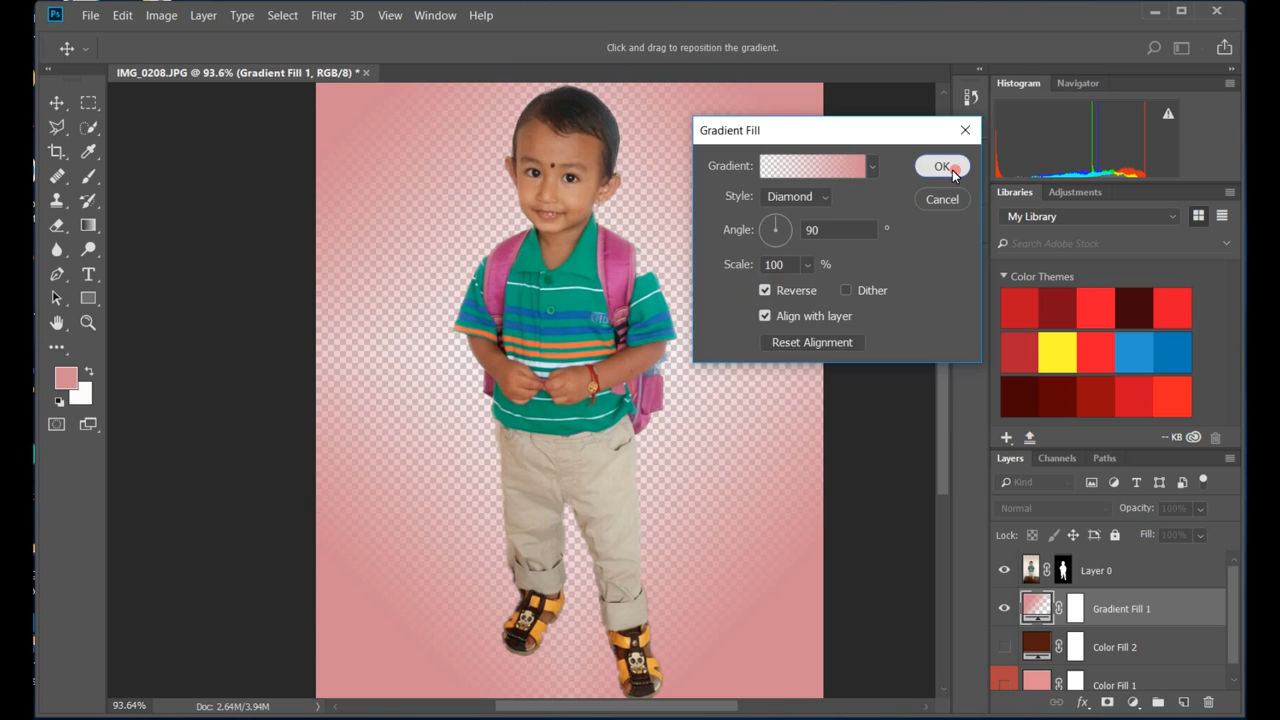 Ps File Edit Image Layer Type Select Filter 3D View Window Help
Click and drag to reposition the gradient.
IMG_0208.JPG @ 93.6% (Gradient Fill 1, RGB/8) * ×
Histogram Navigator
Gradient Fill
Gradient: OK
Style: Diamond Cancel
Angle: 90 °
Scale: 100 %
Reverse Dither
Align with layer
Reset Alignment
Libraries Adjustments
My Library
Search Adobe Stock
Color Themes
-- KB
Layers Channels Paths
Kind
Normal Opacity: 100%
Lock: Fill: 100%
Layer 0
Gradient Fill 1
Color Fill 2
Color Fill 1
93.64% Doc: 2.64M/3.94M